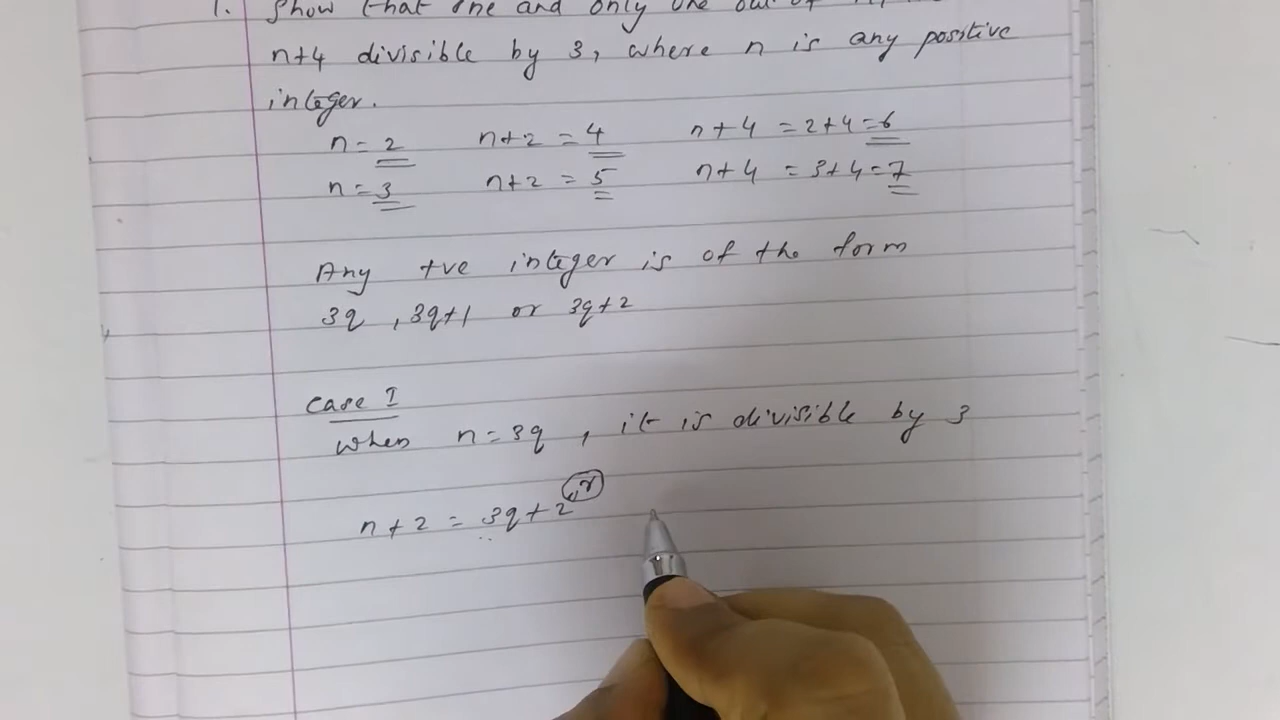 1. Show that one and only one out of n, n+2
n+4 divisible by 3, where n is any positive
integer.
n = 2 n+2 = 4 n+4 = 2+4 = 6
n = 3 n+2 = 5 n+4 = 3+4 = 7
Any +ve integer is of the form
3q , 3q+1 or 3q+2
Case I
When n = 3q , it is divisible by 3
n+2 = 3q+2 r